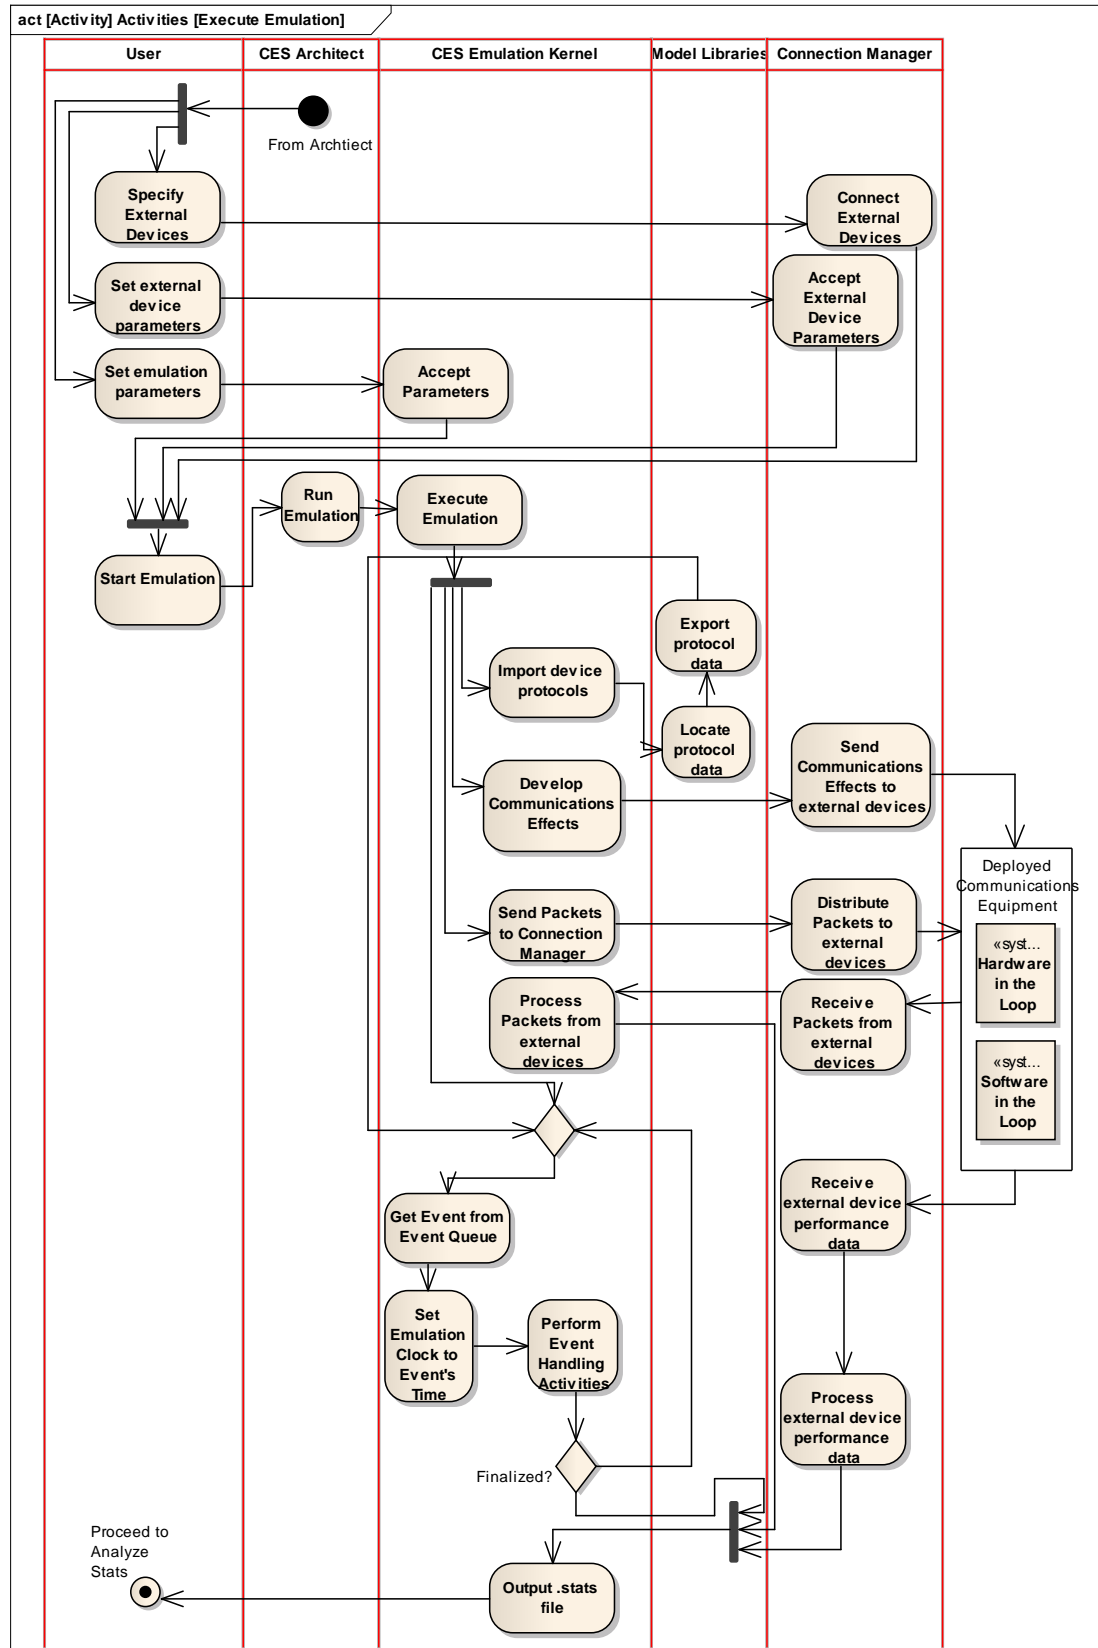 act [Activity] Activities [Execute Emulation]
User
CES Architect
CES Emulation Kernel
Model Libraries
Connection Manager
From Archtiect
Specify
External
Devices
Connect
External
Devices
Set external
device
parameters
Accept
External
Device
Parameters
Set emulation
parameters
Accept
Parameters
Run
Emulation
Execute
Emulation
Start Emulation
Export
protocol
data
Import device
protocols
Locate
protocol
data
Send
Communications
Effects to
external devices
Develop
Communications
Effects
Deployed
Communications
Equipment
Send Packets
to Connection
Manager
Distribute
Packets to
external
devices
«syst...
Hardware
in the
Loop
Process
Packets from
external
devices
Receive
Packets from
external
devices
«syst...
Software
in the
Loop
Receive
external device
performance
data
Get Event from
Event Queue
Set
Emulation
Clock to
Event's
Time
Perform
Event
Handling
Activities
Process
external device
performance
data
Finalized?
Proceed to
Analyze
Stats
Output .stats
file